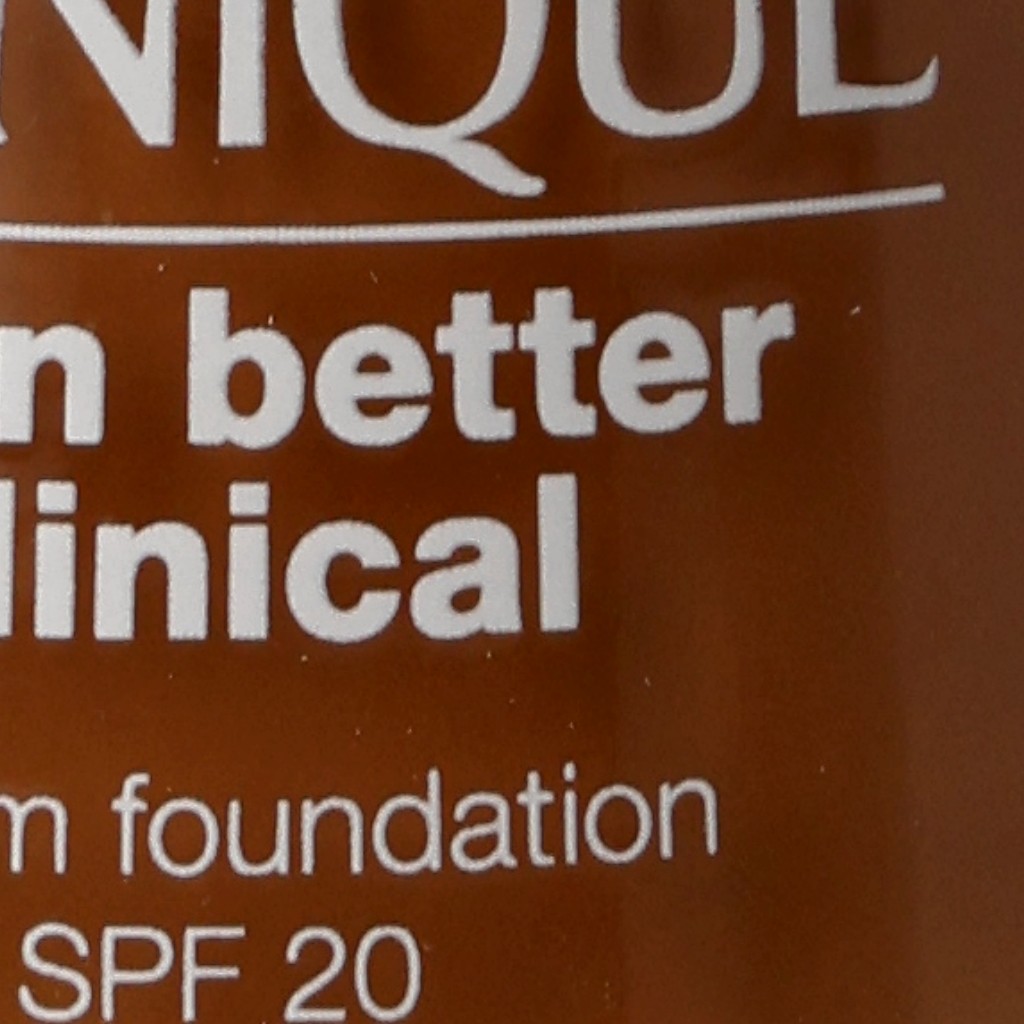 NIQUE
n better
linical
m foundation
SPF 20